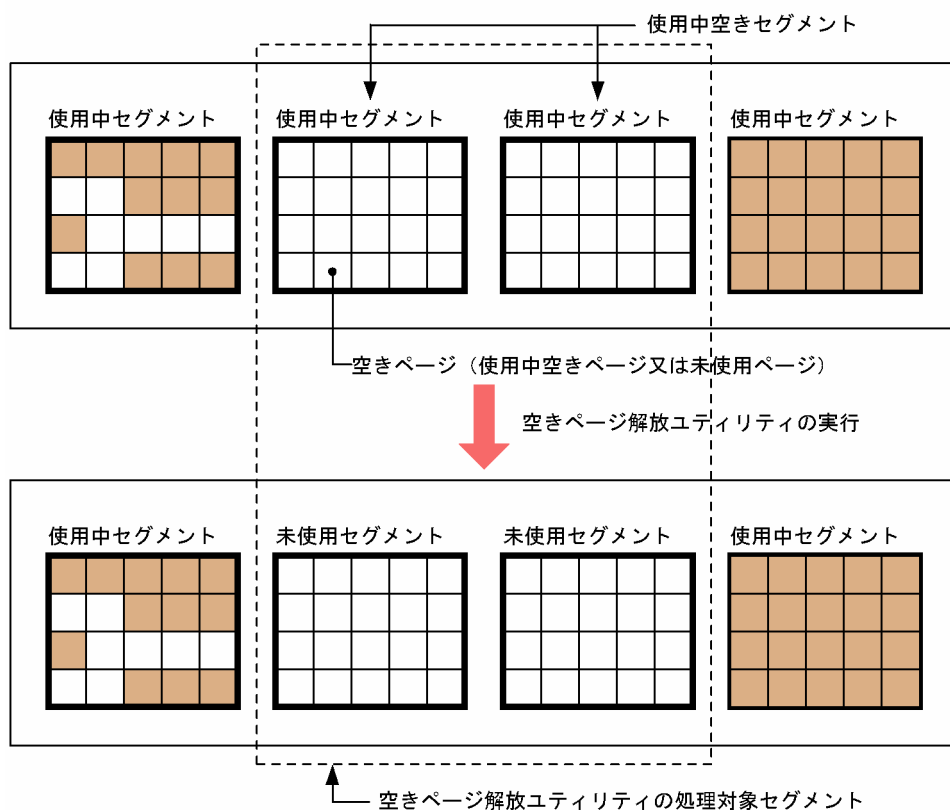 使用中空きセグメント
使用中セグメント
使用中セグメント
使用中セグメント
使用中セグメント
空きページ（使用中空きページ又は未使用ページ）
空きページ解放ユティリティの実行
使用中セグメント
未使用セグメント
未使用セグメント
使用中セグメント
空きページ解放ユティリティの処理対象セグメント